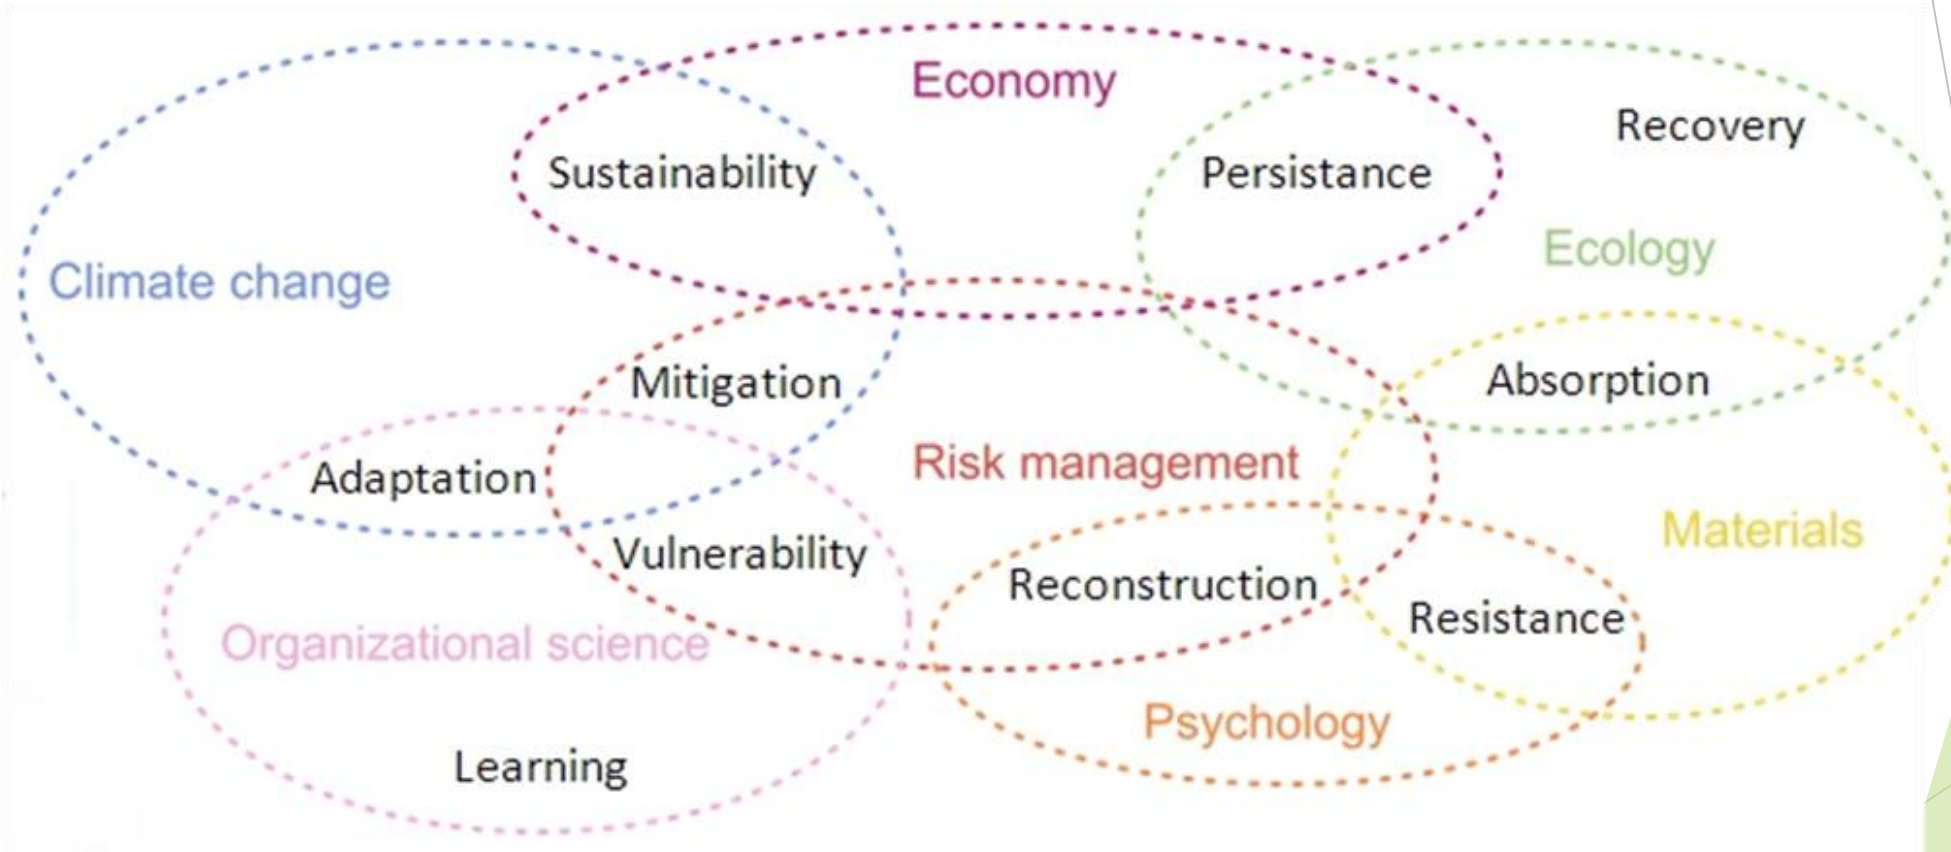 Economy
Recovery
Sustainability
Persistance
Ecology
Climate change
Mitigation
Absorption
Risk management
Adaptation
Materials
Vulnerability
Reconstruction
Resistance
Organizational science
Psychology
Learning